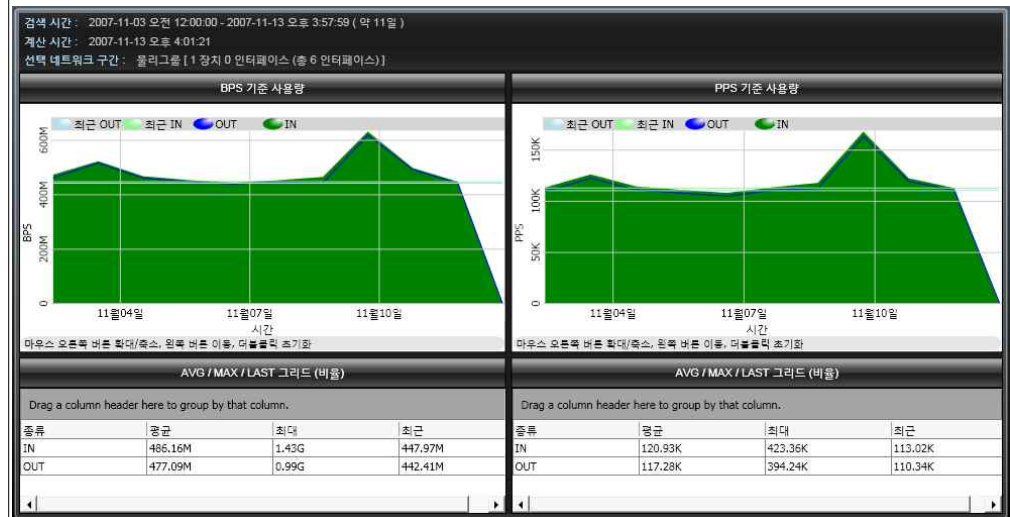 검색 시간 : 2007-11-03 오전 12:00:00 - 2007-11-13 오후 3:57:59 ( 약 11일 )
계산 시간 : 2007-11-13 오후 4:01:21
선택 네트워크 구간 : 물리그룹 [ 1 장치 0 인터페이스 (총 6 인터페이스) ]
BPS 기준 사용량
최근 OUT 최근 IN OUT IN
BPS
600M
400M
200M
0
11월04일 11월07일 11월10일
시간
마우스 오른쪽 버튼 확대/축소, 왼쪽 버튼 이동, 더블클릭 초기화
AVG / MAX / LAST 그리드 (비율)
Drag a column header here to group by that column.
종류 평균 최대 최근
IN 486.16M 1.43G 447.97M
OUT 477.09M 0.99G 442.41M
PPS 기준 사용량
최근 OUT 최근 IN OUT IN
PPS
150K
100K
50K
0
11월04일 11월07일 11월10일
시간
마우스 오른쪽 버튼 확대/축소, 왼쪽 버튼 이동, 더블클릭 초기화
AVG / MAX / LAST 그리드 (비율)
Drag a column header here to group by that column.
종류 평균 최대 최근
IN 120.93K 423.36K 113.02K
OUT 117.28K 394.24K 110.34K